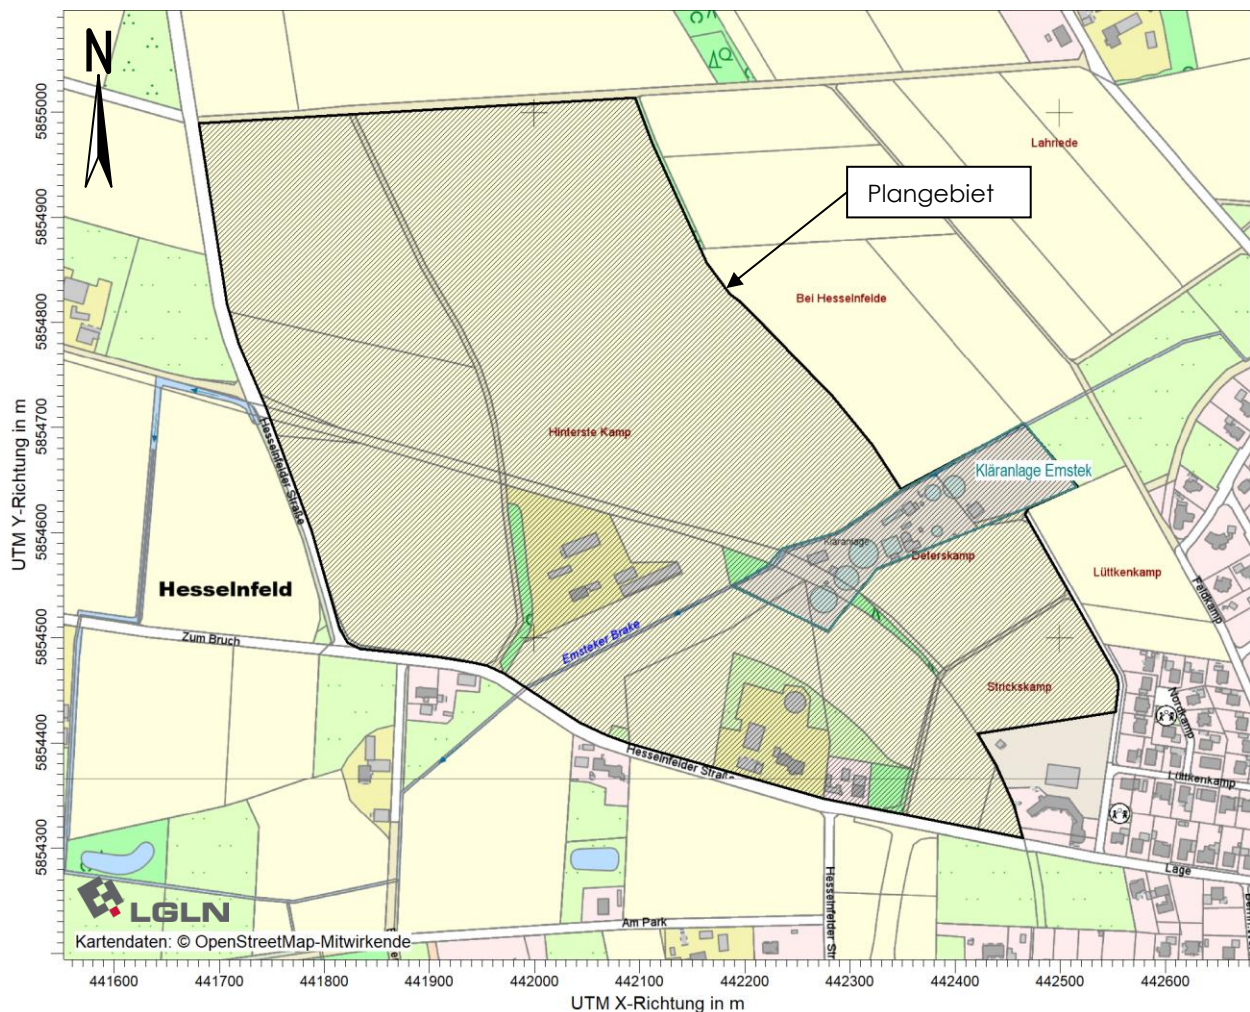 N
Lahriede
Plangebiet
Bei Hesselnfelde
Hinterste Kamp
Hesselnfelder Straße
Kläranlage Emstek
Kläranlage
Deterskamp
Lüttkenkamp
Feldkamp
Hesselnfeld
Zum Bruch
Emsteker Brake
Strickskamp
Nordkamp
Lüttkenkamp
Hesselnfelder Straße
Lage
Hesselnfelder Str
Am Park
LGLN
Kartendaten: © OpenStreetMap-Mitwirkende
5855000
5854900
5854800
5854700
5854600
5854500
5854400
5854300
UTM Y-Richtung in m
441600 441700 441800 441900 442000 442100 442200 442300 442400 442500 442600
UTM X-Richtung in m